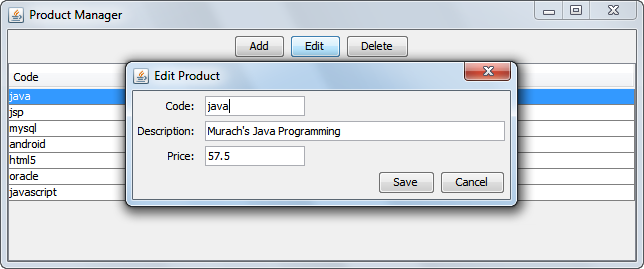 Product Manager
Add Edit Delete
Code
java
jsp
mysql
android
html5
oracle
javascript
Edit Product
Code: java
Description: Murach's Java Programming
Price: 57.5
Save Cancel